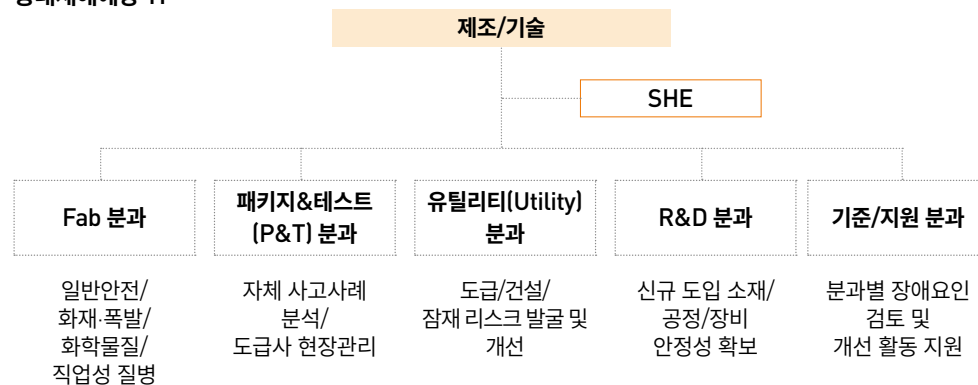 제조/기술
SHE
Fab 분과
패키지&테스트
(P&T) 분과
유틸리티(Utility)
분과
R&D 분과
기준/지원 분과
일반안전/
화재·폭발/
화학물질/
직업성 질병
자체 사고사례
분석/
도급사 현장관리
도급/건설/
잠재 리스크 발굴 및
개선
신규 도입 소재/
공정/장비
안정성 확보
분과별 장애요인
검토 및
개선 활동 지원